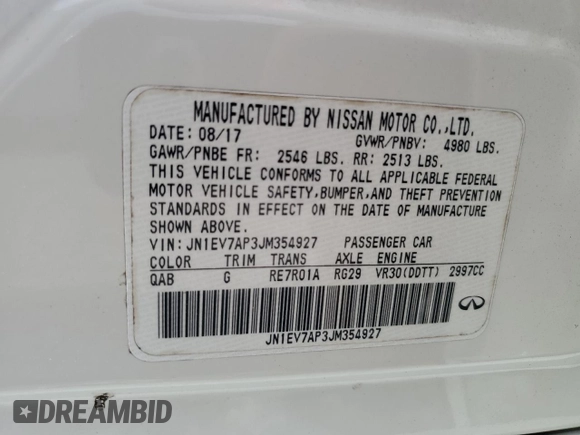 MANUFACTURED BY NISSAN MOTOR CO.,LTD.
DATE: 08/17 GVWR/PNBV: 4980 LBS.
GAWR/PNBE FR: 2546 LBS. RR: 2513 LBS.
THIS VEHICLE CONFORMS TO ALL APPLICABLE FEDERAL
MOTOR VEHICLE SAFETY,BUMPER,AND THEFT PREVENTION
STANDARDS IN EFFECT ON THE DATE OF MANUFACTURE
SHOWN ABOVE.
VIN: JN1EV7AP3JM354927 PASSENGER CAR
COLOR TRIM TRANS AXLE ENGINE
QAB G RE7R01A RG29 VR30(DDTT) 2997CC
JN1EV7AP3JM354927
DREAMBID